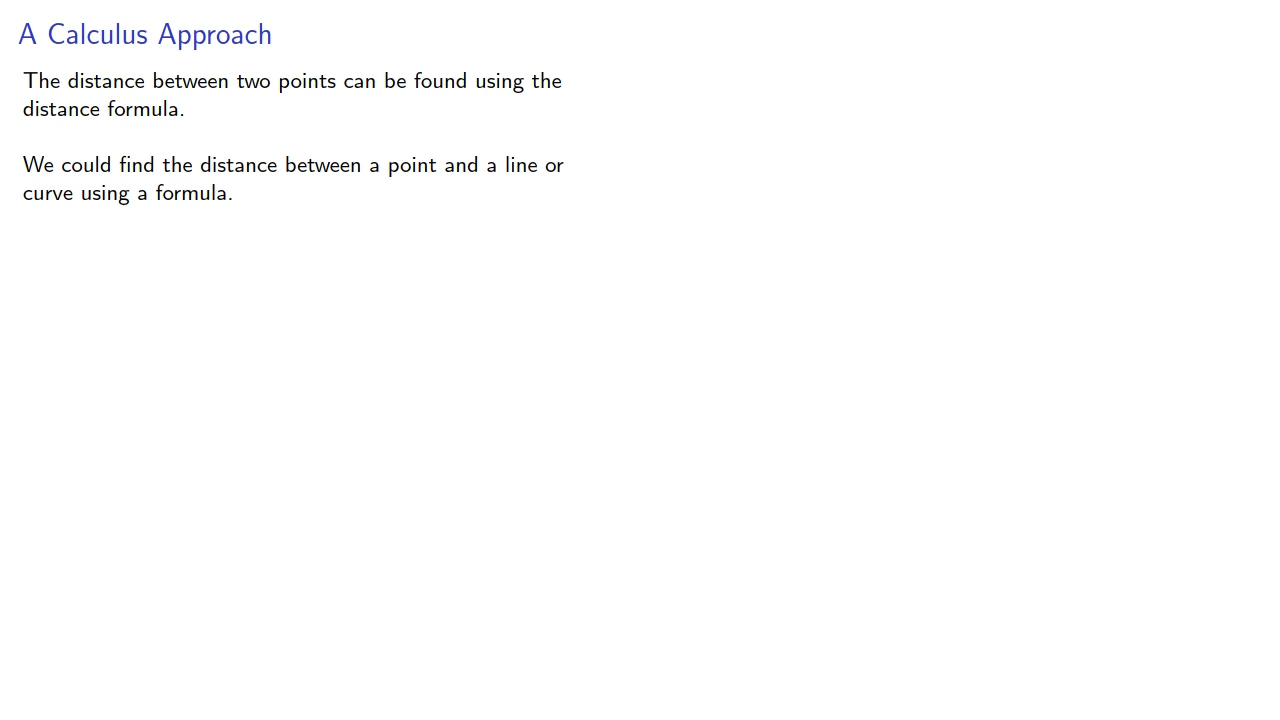 A Calculus Approach
The distance between two points can be found using the
distance formula.
We could find the distance between a point and a line or
curve using a formula.